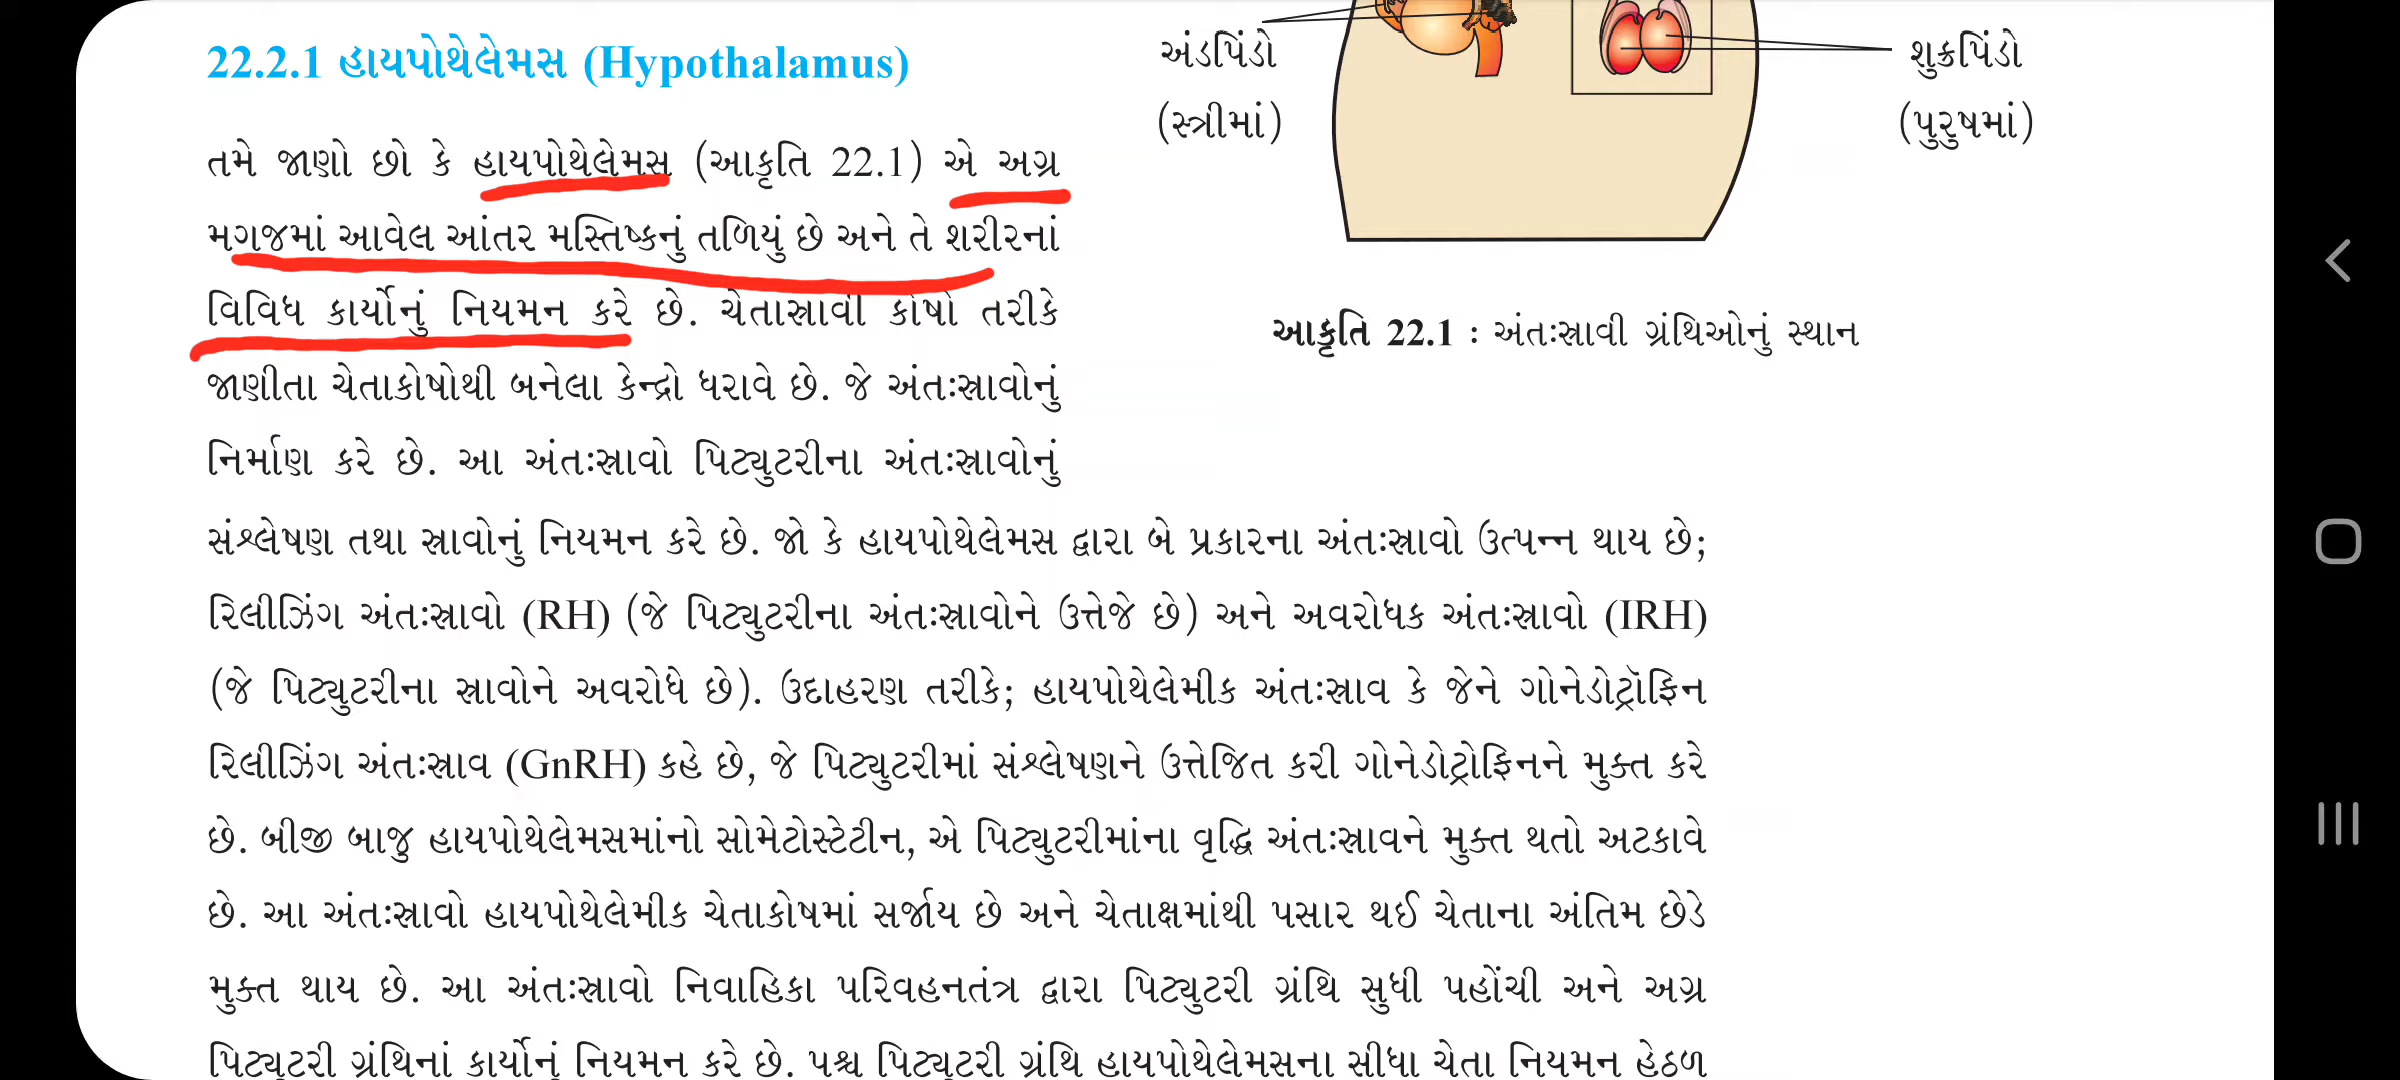 22.2.1 હાયપોથેલેમસ (Hypothalamus)
અંડપિંડો
(સ્ત્રીમાં)
શુક્રપિંડો
(પુરુષમાં)
તમે જાણો છો કે હાયપોથેલેમસ (આકૃતિ 22.1) એ અગ્ર
મગજમાં આવેલ આંતર મસ્તિષ્કનું તળિયું છે અને તે શરીરનાં
વિવિધ કાર્યોનું નિયમન કરે છે. ચેતાસ્રાવી કોષો તરીકે
જાણીતા ચેતાકોષોથી બનેલા કેન્દ્રો ધરાવે છે. જે અંતઃસ્રાવોનું
નિર્માણ કરે છે. આ અંતઃસ્રાવો પિટ્યુટરીના અંતઃસ્રાવોનું
આકૃતિ 22.1 : અંતઃસ્રાવી ગ્રંથિઓનું સ્થાન
સંશ્લેષણ તથા સ્રાવોનું નિયમન કરે છે. જો કે હાયપોથેલેમસ દ્વારા બે પ્રકારના અંતઃસ્રાવો ઉત્પન્ન થાય છે;
રિલીઝિંગ અંતઃસ્રાવો (RH) (જે પિટ્યુટરીના અંતઃસ્રાવોને ઉત્તેજે છે) અને અવરોધક અંતઃસ્રાવો (IRH)
(જે પિટ્યુટરીના સ્રાવોને અવરોધે છે). ઉદાહરણ તરીકે; હાયપોથેલેમીક અંતઃસ્રાવ કે જેને ગોનેડોટ્રૉફિન
રિલીઝિંગ અંતઃસ્રાવ (GnRH) કહે છે, જે પિટ્યુટરીમાં સંશ્લેષણને ઉત્તેજિત કરી ગોનેડોટ્રોફિનને મુક્ત કરે
છે. બીજી બાજુ હાયપોથેલેમસમાંનો સોમેટોસ્ટેટીન, એ પિટ્યુટરીમાંના વૃદ્ધિ અંતઃસ્રાવને મુક્ત થતો અટકાવે
છે. આ અંતઃસ્રાવો હાયપોથેલેમીક ચેતાકોષમાં સર્જાય છે અને ચેતાક્ષમાંથી પસાર થઈ ચેતાના અંતિમ છેડે
મુક્ત થાય છે. આ અંતઃસ્રાવો નિવાહિકા પરિવહનતંત્ર દ્વારા પિટ્યુટરી ગ્રંથિ સુધી પહોંચી અને અગ્ર
પિટ્યુટરી ગ્રંથિનાં કાર્યોનું નિયમન કરે છે. પશ્ચ પિટ્યુટરી ગ્રંથિ હાયપોથેલેમસના સીધા ચેતા નિયમન હેઠળ